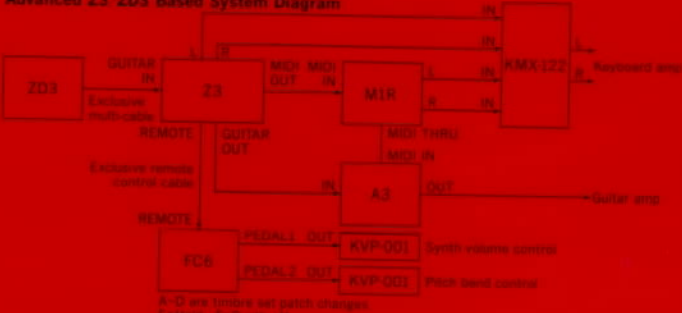 Advanced Z3 ZD3 Based System Diagram
IN
L
R
IN
L
GUITAR IN
MIDI OUT
MIDI IN
L
IN
KMX-122
R
Keyboard amp
ZD3
Z3
M1R
Exclusive multi-cable
R
IN
REMOTE
GUITAR OUT
MIDI THRU
MIDI IN
Exclusive remote control cable
IN
A3
OUT
Guitar amp
REMOTE
FC6
PEDAL1 OUT
KVP-001
Synth volume control
PEDAL2 OUT
KVP-001
Pitch bend control
A-D are timbre set patch changes